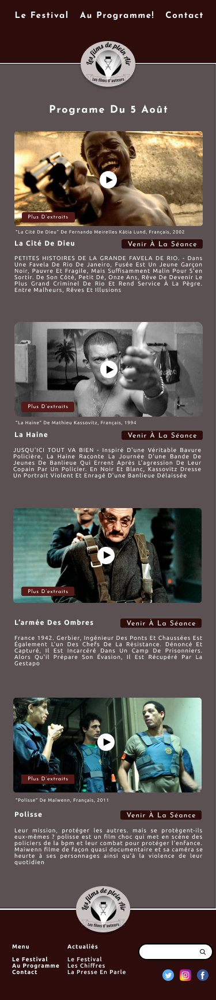 Le Festival Au Programme! Contact
Les films de plein Air
Les films d'auteurs
Programe Du 5 Août
Plus D'extraits
"La Cité De Dieu" De Fernando Meirelles Kátia Lund, Français, 2002
La Cité De Dieu Venir À La Séance
PETITES HISTOIRES DE LA GRANDE FAVELA DE RIO. - Dans
Une Favela De Rio De Janeiro, Fusée Est Un Jeune Garçon
Noir, Pauvre Et Fragile, Mais Suffisamment Malin Pour S'en
Sortir. De Son Côté, Petit Dé, Onze Ans, Rêve De Devenir Le
Plus Grand Criminel De Rio Et Rend Service À La Pègre.
Entre Malheurs, Rêves Et Illusions
Plus D'extraits
"La Haine" De Mathieu Kassovitz, Français, 1994
La Haine Venir À La Séance
JUSQU'ICI TOUT VA BIEN - Inspiré D'une Véritable Bavure
Policière, La Haine Raconte La Journée D'une Bande De
Jeunes De Banlieue Qui Errent Après L'agression De Leur
Copain Par Un Policier. En Noir Et Blanc, Kassovitz Dresse
Un Portrait Violent Et Enragé D'une Banlieue Délaissée
Plus D'extraits
L'armée Des Ombres Venir À La Séance
France 1942. Gerbier, Ingénieur Des Ponts Et Chaussées Est
Également L'un Des Chefs De La Résistance. Dénoncé Et
Capturé, Il Est Incarcéré Dans Un Camp De Prisonniers.
Alors Qu'il Prépare Son Évasion, Il Est Récupéré Par La
Gestapo
Plus D'extraits
"Polisse" De Maïwenn, Français, 2011
Polisse Venir À La Séance
Leur mission, protéger les autres. mais se protègent-ils
eux-mêmes ? polisse est un film choc qui met en scène des
policiers de la bpm et leur combat pour protéger l'enfance.
Maiwenn filme de façon quasi documentaire et sa caméra se
heurte à ses personnages ainsi qu'à la violence de leur
quotidien
Les films de plein Air
Les films d'auteurs
Menu Actualiés
Le Festival Le Festival
Au Programme Les Chiffres
Contact La Presse En Parle